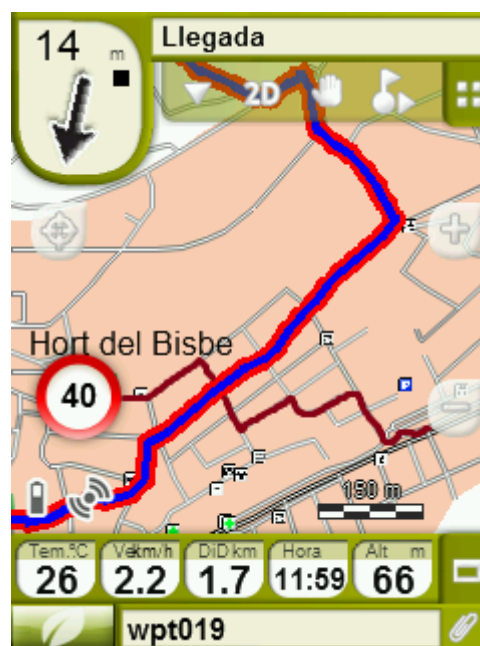 14 m
Llegada
2D
Hort del Bisbe
40
150 m
Tem.ºC
26
km/h
2.2
DiD km
1.7
Hora
11:59
Alt m
66
wpt019